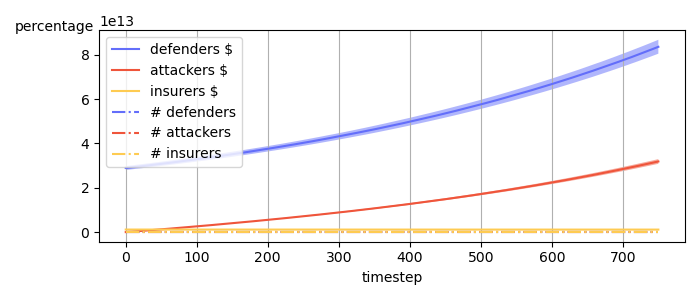 percentage
1e13
defenders $
attackers $
insurers $
# defenders
# attackers
# insurers
8
6
4
2
0
0 100 200 300 400 500 600 700
timestep